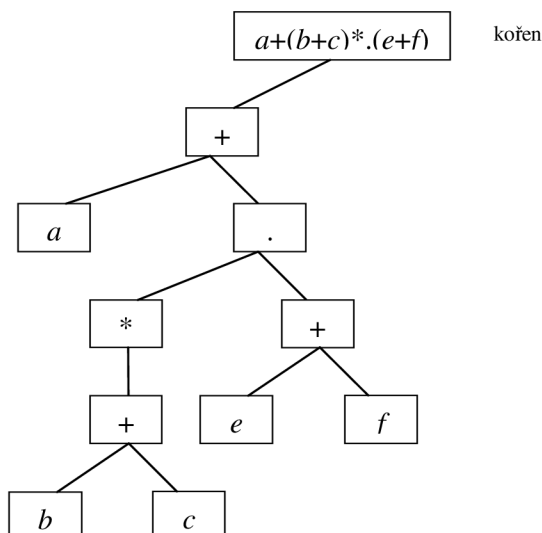 a+(b+c)*.(e+f) kořen
+
a .
* +
+ e f
b c